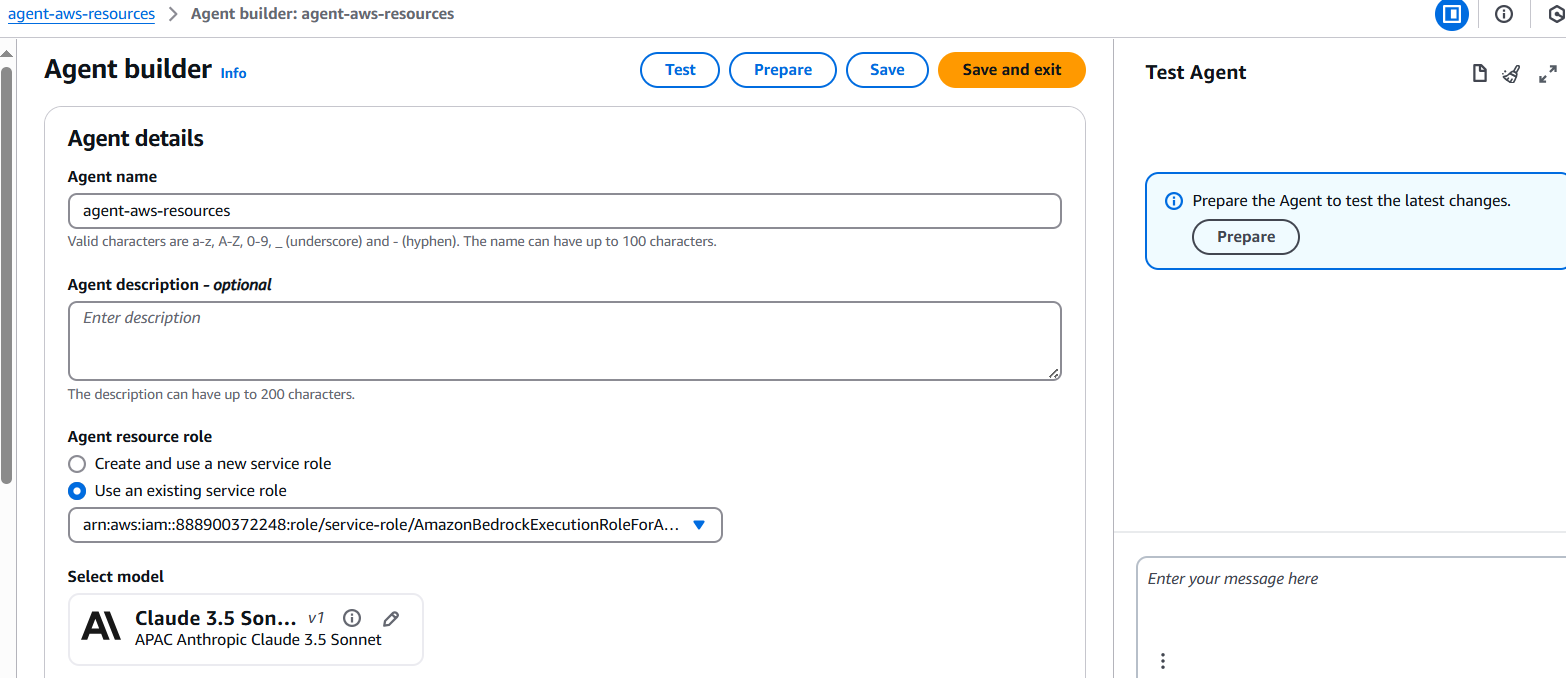 agent-aws-resources > Agent builder: agent-aws-resources
Agent builder Info
Test Prepare Save Save and exit
Agent details
Agent name
agent-aws-resources
Valid characters are a-z, A-Z, 0-9, _ (underscore) and - (hyphen). The name can have up to 100 characters.
Agent description - optional
Enter description
The description can have up to 200 characters.
Agent resource role
Create and use a new service role
Use an existing service role
arn:aws:iam::888900372248:role/service-role/AmazonBedrockExecutionRoleForA...
Select model
Claude 3.5 Son... v1
APAC Anthropic Claude 3.5 Sonnet
Test Agent
Prepare the Agent to test the latest changes.
Prepare
Enter your message here